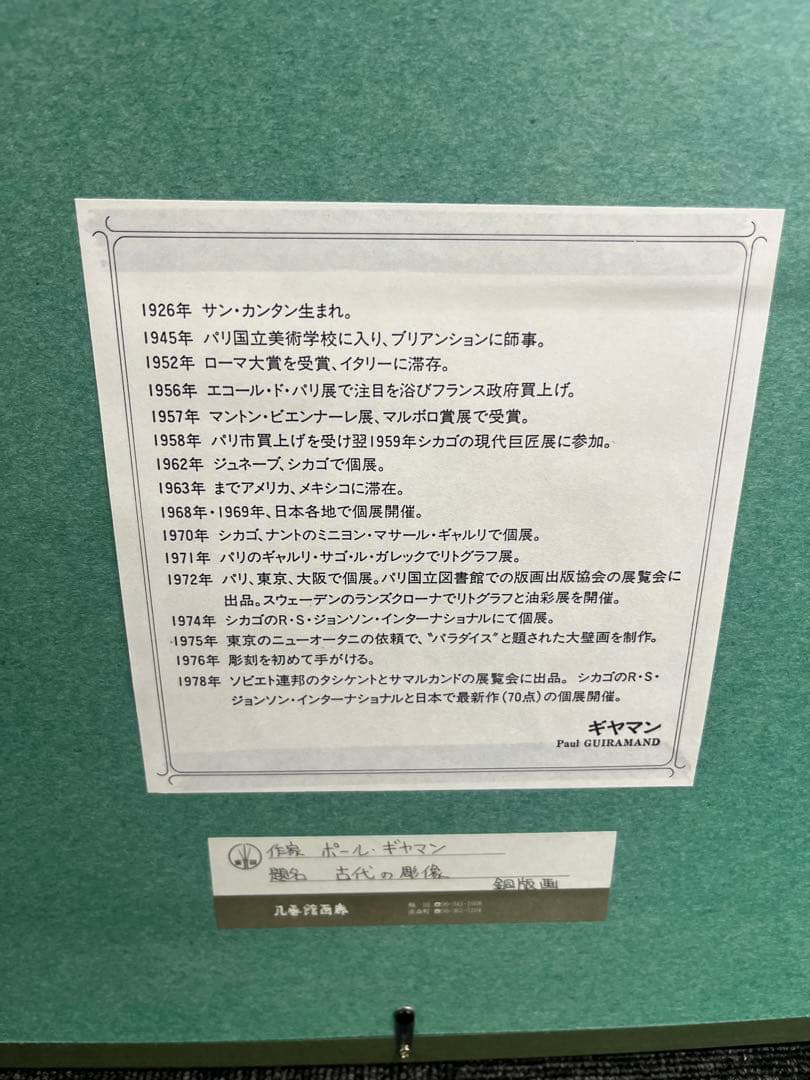 1926年 サン・カンタン生まれ。
1945年 パリ国立美術学校に入り、ブリアンションに師事。
1952年 ローマ大賞を受賞、イタリーに滞存。
1956年 エコール・ド・パリ展で注目を浴びフランス政府買上げ。
1957年 マントン・ビエンナーレ展、マルボロ賞展で受賞。
1958年 パリ市買上げを受け翌1959年シカゴの現代巨匠展に参加。
1962年 ジュネーブ、シカゴで個展。
1963年 までアメリカ、メキシコに滞在。
1968年・1969年、日本各地で個展開催。
1970年 シカゴ、ナントのミニヨン・マサール・ギャルリで個展。
1971年 パリのギャルリ・サゴ・ル・ガレックでリトグラフ展。
1972年 パリ、東京、大阪で個展。パリ国立図書館での版画出版協会の展覧会に
出品。スウェーデンのランズクローナでリトグラフと油彩展を開催。
1974年 シカゴのR・S・ジョンソン・インターナショナルにて個展。
1975年 東京のニューオータニの依頼で、“パラダイス”と題された大壁画を制作。
1976年 彫刻を初めて手がける。
1978年 ソビエト連邦のタシケントとサマルカンドの展覧会に出品。 シカゴのR・S・
ジョンソン・インターナショナルと日本で最新作(70点)の個展開催。
ギヤマン
Paul GUIRAMAND
作家 ポール・ギヤマン
題名 古代の彫像
銅版画